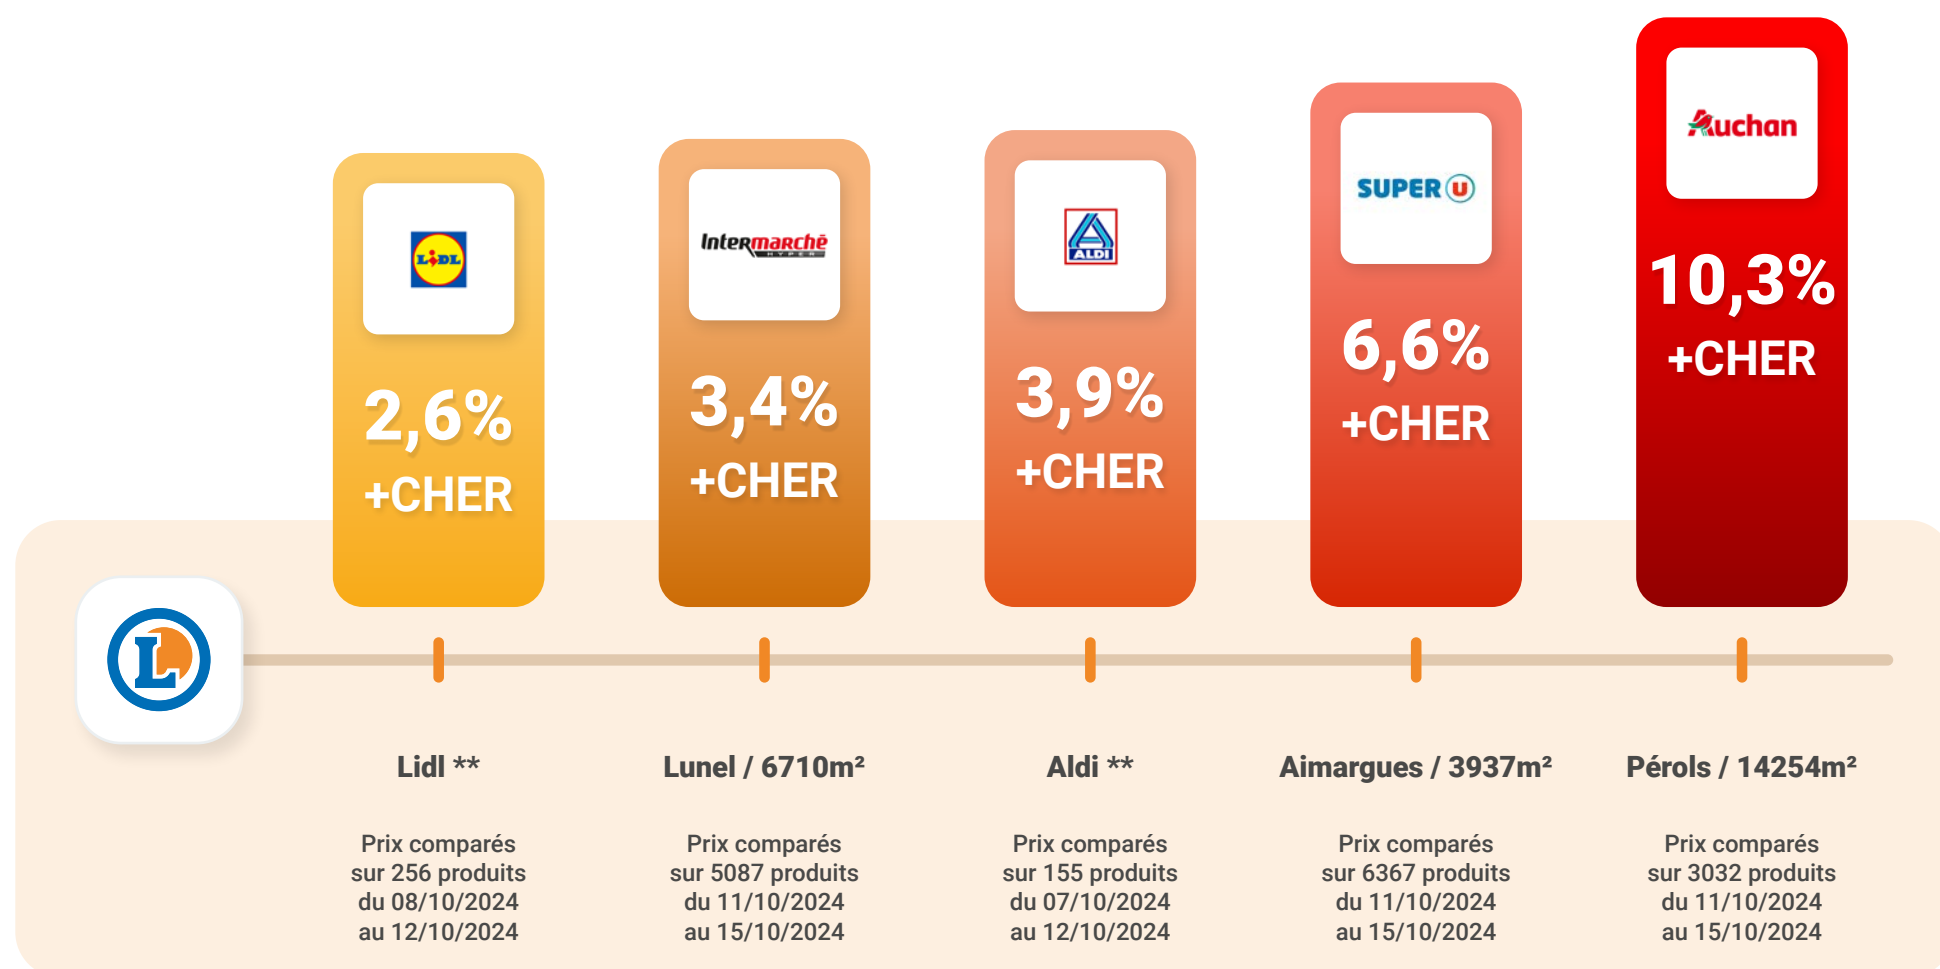 LIDL
2,6%
+CHER
Intermarché
HYPER
3,4%
+CHER
ALDI
3,9%
+CHER
SUPER U
6,6%
+CHER
Auchan
10,3%
+CHER
L
Lidl **
Prix comparés
sur 256 produits
du 08/10/2024
au 12/10/2024
Lunel / 6710m²
Prix comparés
sur 5087 produits
du 11/10/2024
au 15/10/2024
Aldi **
Prix comparés
sur 155 produits
du 07/10/2024
au 12/10/2024
Aimargues / 3937m²
Prix comparés
sur 6367 produits
du 11/10/2024
au 15/10/2024
Pérols / 14254m²
Prix comparés
sur 3032 produits
du 11/10/2024
au 15/10/2024